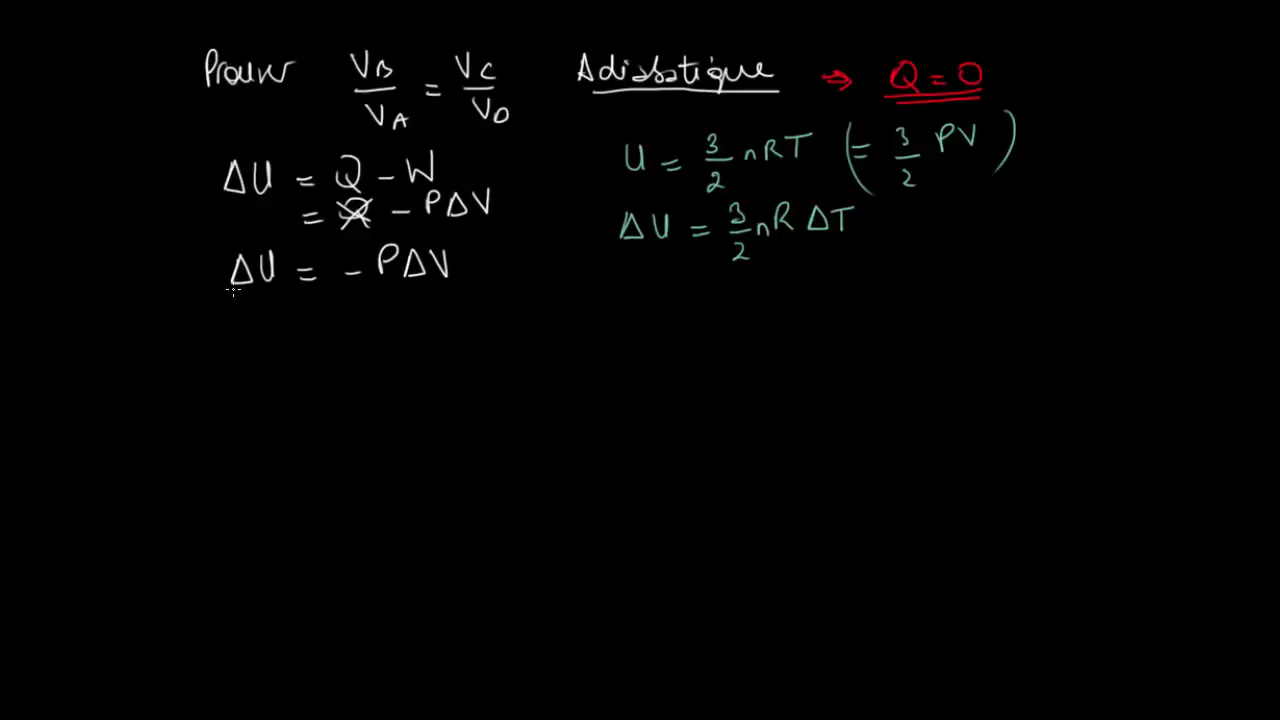 Prouver VB/VA = VC/VD
ΔU = Q - W
= Q - PΔV
ΔU = - PΔV
Adiabatique → Q = 0
U = 3/2 nRT (= 3/2 PV)
ΔU = 3/2 nR ΔT